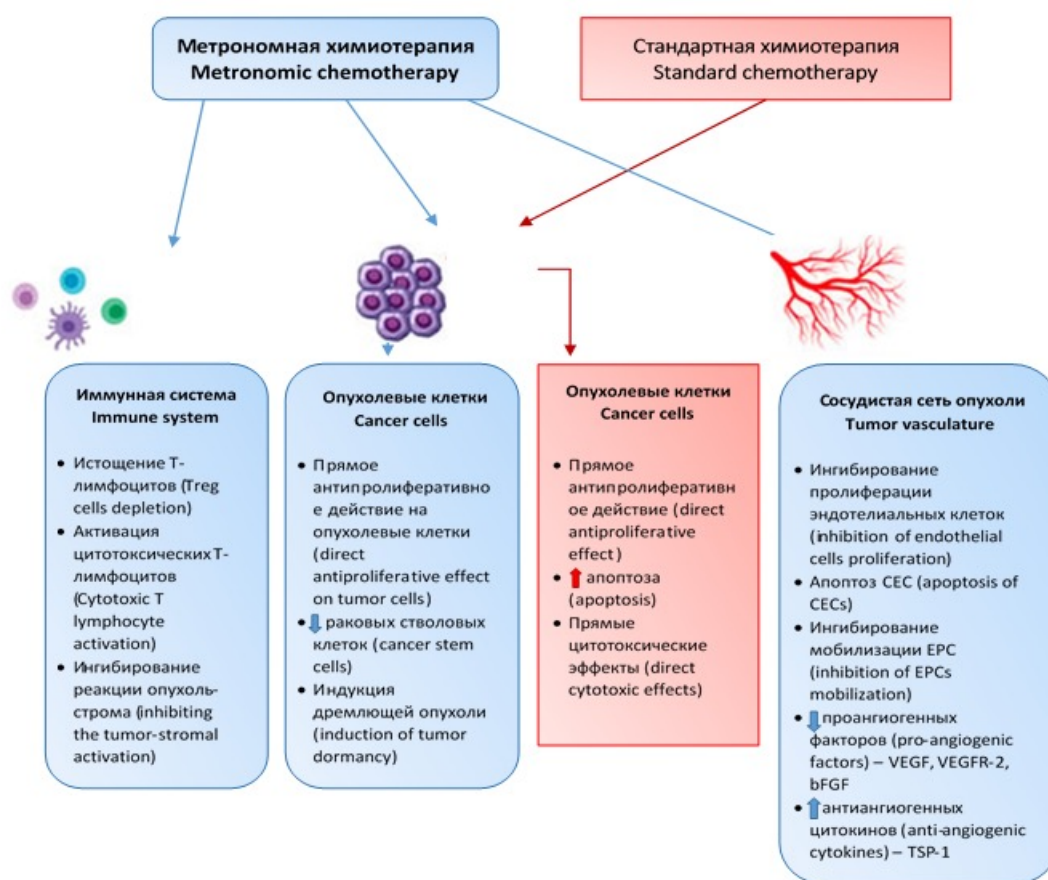 Метрономная химиотерапия
Metronomic chemotherapy
Стандартная химиотерапия
Standard chemotherapy
Иммунная система
Immune system
• Истощение Т-
лимфоцитов (Treg
cells depletion)
• Активация
цитотоксических Т-
лимфоцитов
(Cytotoxic T
lymphocyte
activation)
• Ингибирование
реакции опухоль-
строма (inhibiting
the tumor-stromal
activation)
Опухолевые клетки
Cancer cells
• Прямое
антипролиферативно
е действие на
опухолевые клетки
(direct
antiproliferative effect
on tumor cells)
• ⬇ раковых стволовых
клеток (cancer stem
cells)
• Индукция
дремлющей опухоли
(induction of tumor
dormancy)
Опухолевые клетки
Cancer cells
• Прямое
антипролиферативн
ое действие (direct
antiproliferative
effect)
• ⬆ апоптоза
(apoptosis)
• Прямые
цитотоксические
эффекты (direct
cytotoxic effects)
Сосудистая сеть опухоли
Tumor vasculature
• Ингибирование
пролиферации
эндотелиальных клеток
(inhibition of endothelial
cells proliferation)
• Апоптоз CEC (apoptosis of
CECs)
• Ингибирование
мобилизации EPC
(inhibition of EPCs
mobilization)
• ⬇ проангиогенных
факторов (pro-angiogenic
factors) – VEGF, VEGFR-2,
bFGF
• ⬆ антиангиогенных
цитокинов (anti-angiogenic
cytokines) – TSP-1